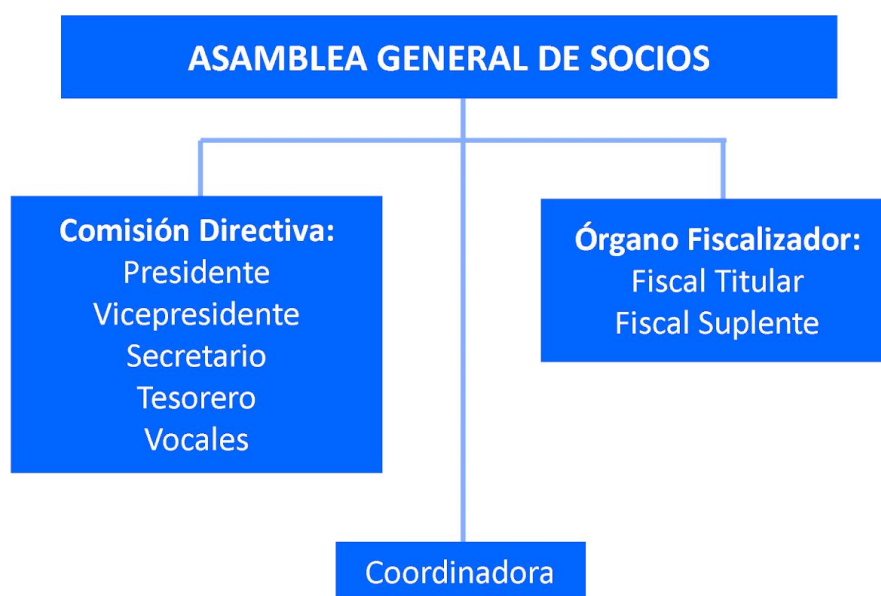 ASAMBLEA GENERAL DE SOCIOS
Comisión Directiva:
Presidente
Vicepresidente
Secretario
Tesorero
Vocales
Órgano Fiscalizador:
Fiscal Titular
Fiscal Suplente
Coordinadora